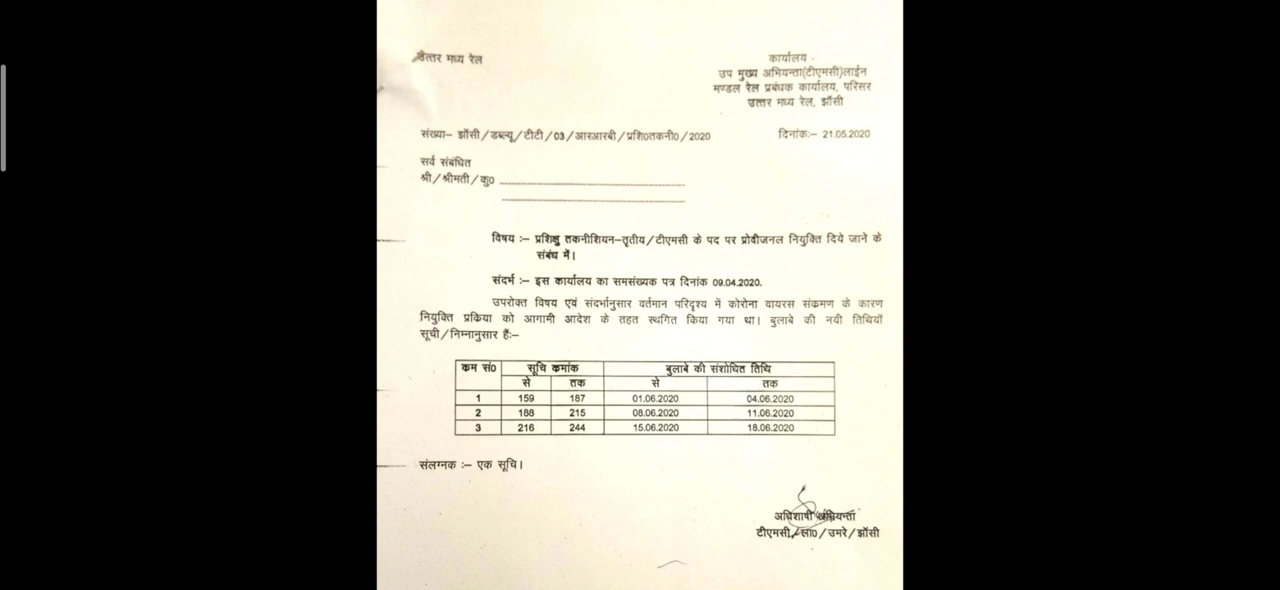 उत्तर मध्य रेल
कार्यालय
उप मुख्य अभियन्ता(टीएमसी)लाईन
मण्डल रेल प्रबंधक कार्यालय, परिसर
उत्तर मध्य रेल, झॉसी
संख्या– झॉसी/डब्ल्यू/टीटी/03/आरआरबी/प्रशि0तकनी0/2020 दिनांकः– 21.05.2020
सर्व संबंधित
श्री/श्रीमती/कु0
विषय :– प्रशिक्षु तकनीशियन–तृतीय/टीएमसी के पद पर प्रोवीजनल नियुक्ति दिये जाने के
संबंध में।
संदर्भ :– इस कार्यालय का समसंख्यक पत्र दिनांक 09.04.2020.
उपरोक्त विषय एवं संदर्भानुसार वर्तमान परिदृश्य में कोरोना वायरस संकमण के कारण
नियुक्ति प्रकिया को आगामी आदेश के तहत स्थगित किया गया था। बुलाबे की नयी तिथियॉ
सूची/निम्नानुसार हैंः–
कम सं0 सूचि कमांक बुलाबे की संशोधित तिथि
से तक से तक
1 159 187 01.06.2020 04.06.2020
2 188 215 08.06.2020 11.06.2020
3 216 244 15.06.2020 18.06.2020
संलग्नक :– एक सूचि।
अधिशाषी अभियन्ता
टीएमसी/ला0/उमरे/झॉसी